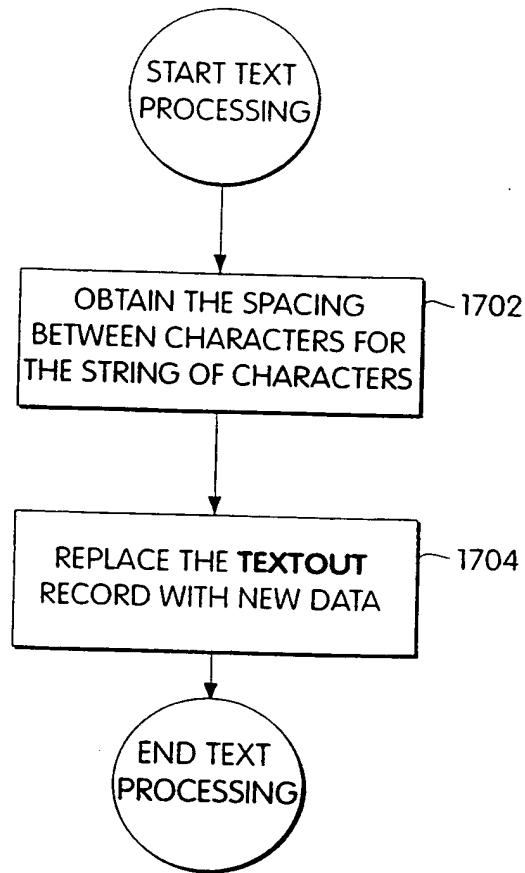 START TEXT
PROCESSING
OBTAIN THE SPACING
BETWEEN CHARACTERS FOR
THE STRING OF CHARACTERS
1702
REPLACE THE TEXTOUT
RECORD WITH NEW DATA
1704
END TEXT
PROCESSING